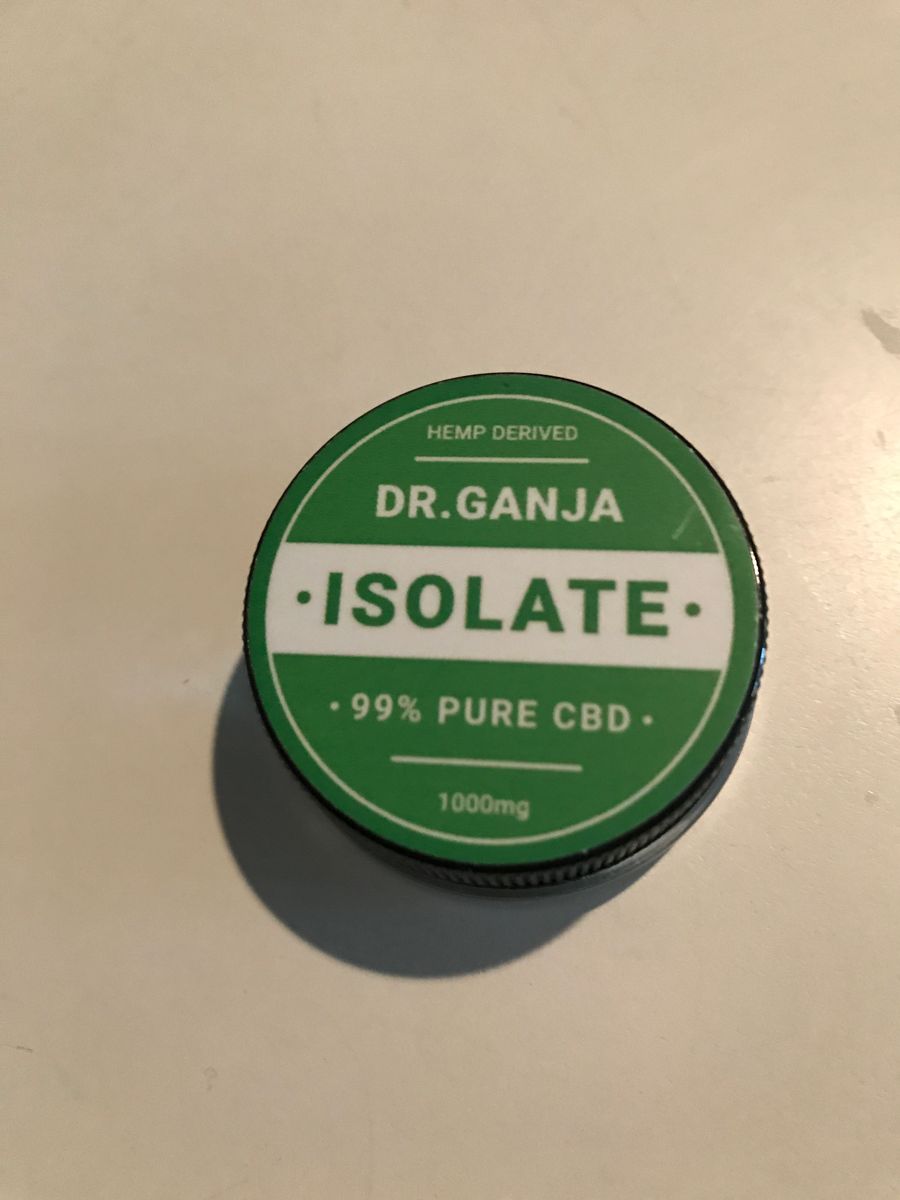 HEMP DERIVED
DR.GANJA
·ISOLATE·
·99% PURE CBD·
1000mg